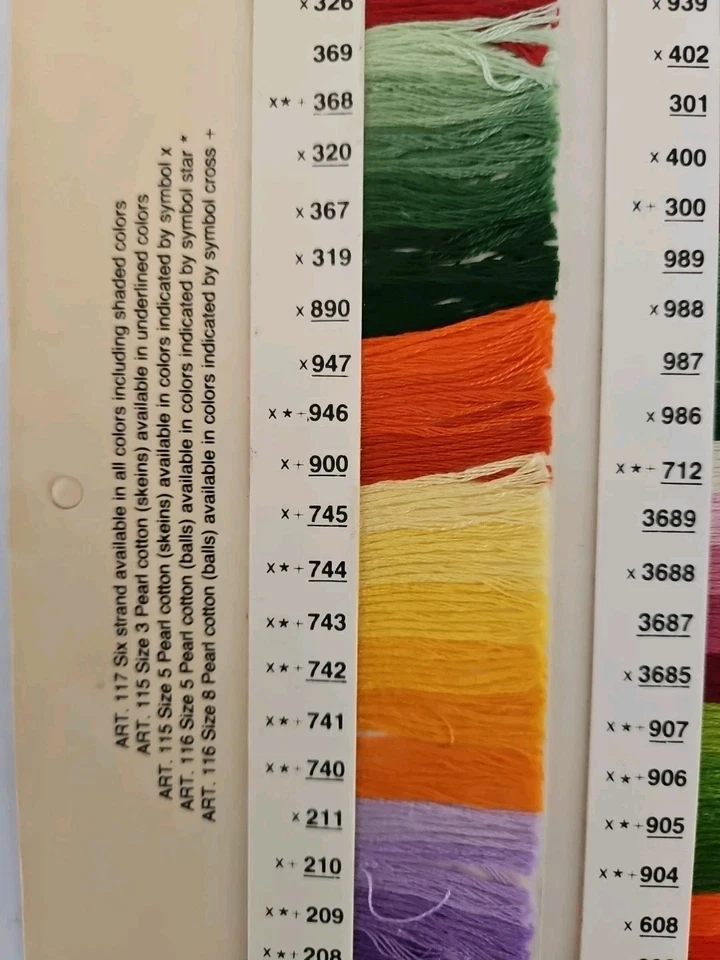 ART. 117 Six strand available in all colors including shaded colors
ART. 115 Size 3 Pearl cotton (skeins) available in underlined colors
ART. 115 Size 5 Pearl cotton (skeins) available in colors indicated by symbol x
ART. 116 Size 5 Pearl cotton (balls) available in colors indicated by symbol star *
ART. 116 Size 8 Pearl cotton (balls) available in colors indicated by symbol cross +
x 326
369
x★+ 368
x 320
x 367
x 319
x 890
x 947
x★+ 946
x+ 900
x+ 745
x★+ 744
x★+ 743
x★+ 742
x★+ 741
x★+ 740
x 211
x+ 210
x★+ 209
x★+ 208
x 939
x 402
301
x 400
x+ 300
989
x 988
987
x 986
x★+ 712
3689
x 3688
3687
x 3685
x★+ 907
x★+ 906
x★+ 905
x★+ 904
x 608